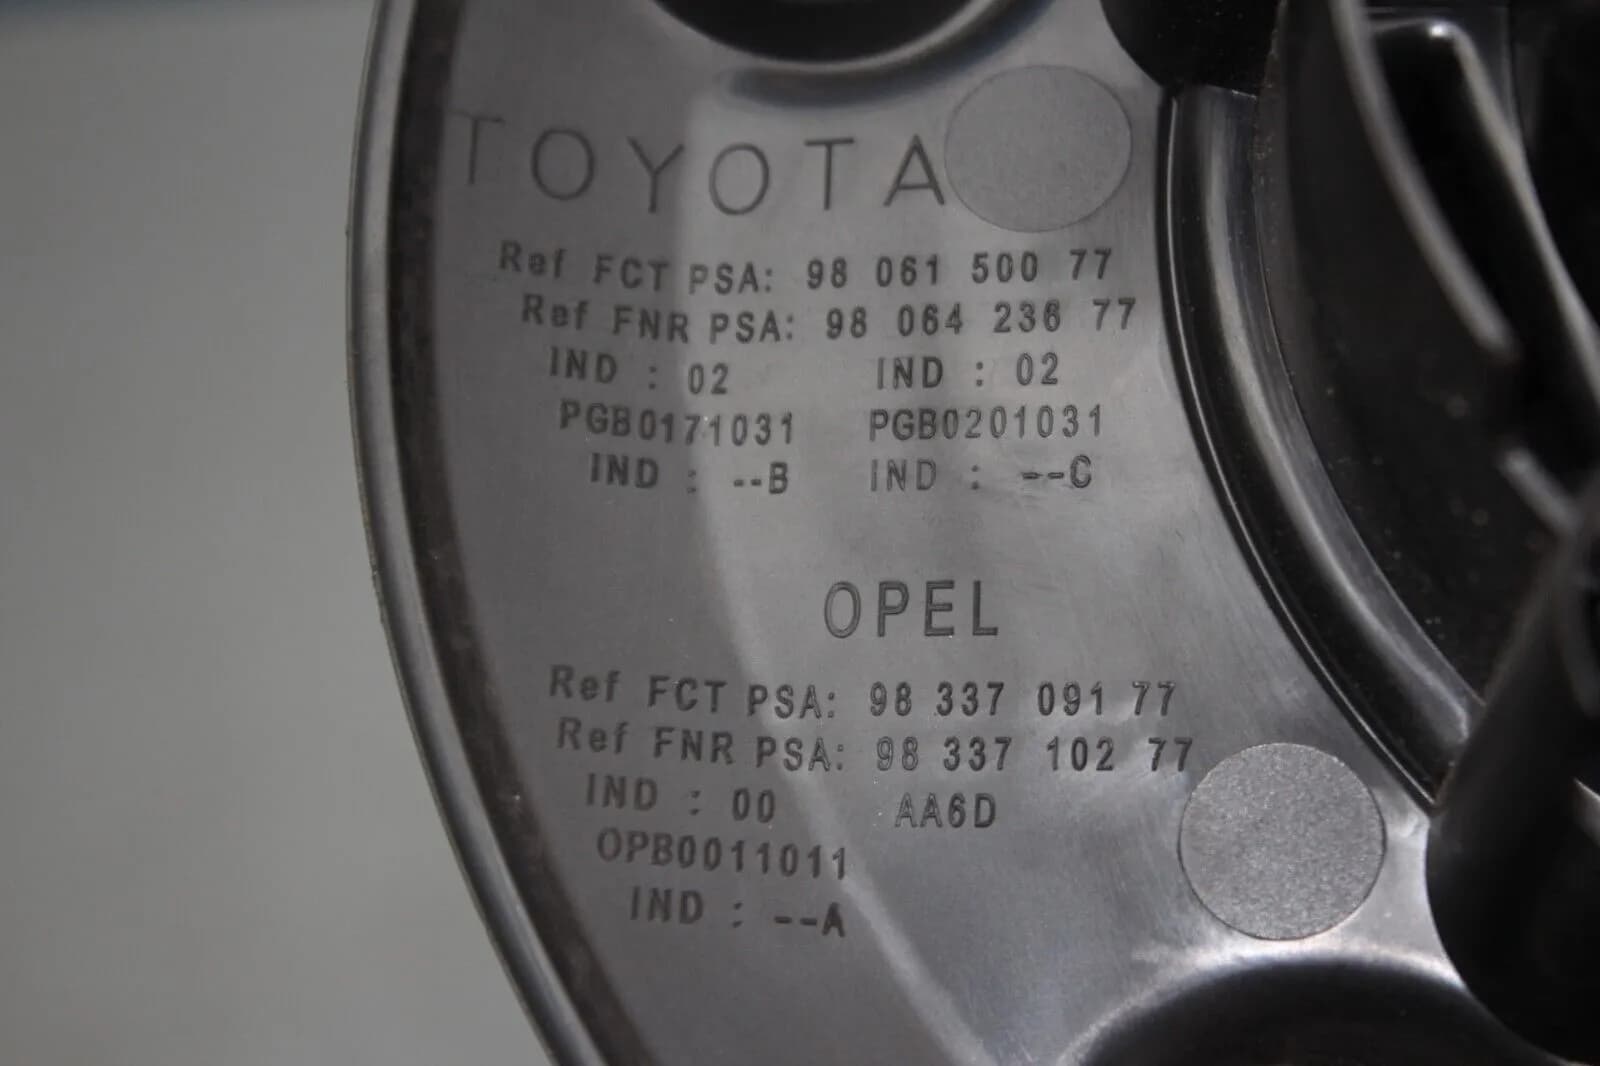 TOYOTA
Ref FCT PSA: 98 061 500 77
Ref FNR PSA: 98 064 236 77
IND : 02 IND : 02
PGB0171031 PGB0201031
IND : --B IND : --C
OPEL
Ref FCT PSA: 98 337 091 77
Ref FNR PSA: 98 337 102 77
IND : 00 AA6D
OPB0011011
IND : --A